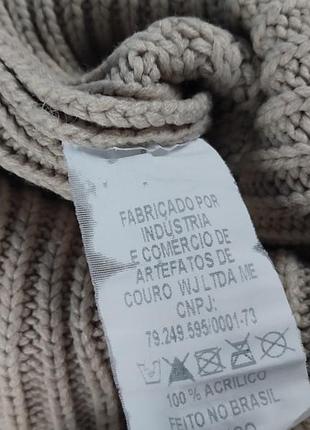 FABRICADO POR
INDÚSTRIA
E COMÉRCIO DE
ARTEFATOS DE
COURO WJ LTDA ME
CNPJ:
79.249.595/0001-73
100 % ACRÍLICO
FEITO NO BRASIL